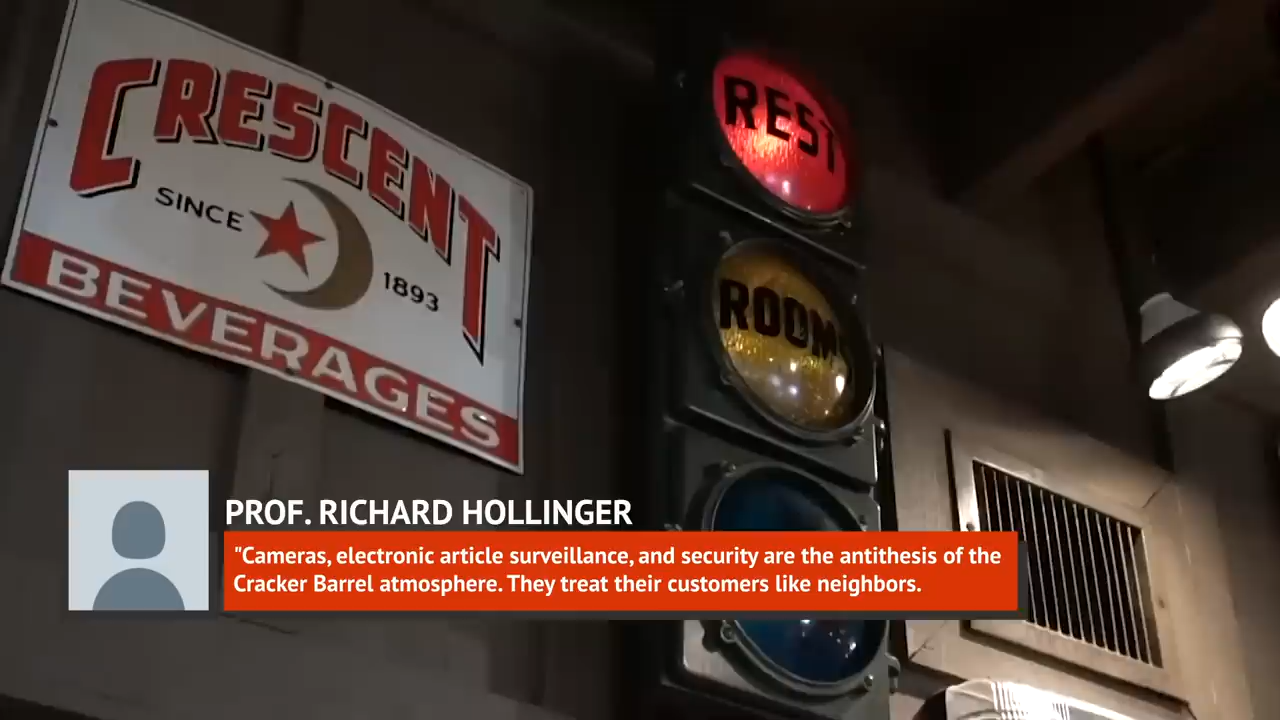 CRESCENT
SINCE
1893
BEVERAGES
REST
ROOM
PROF. RICHARD HOLLINGER
"Cameras, electronic article surveillance, and security are the antithesis of the
Cracker Barrel atmosphere. They treat their customers like neighbors.